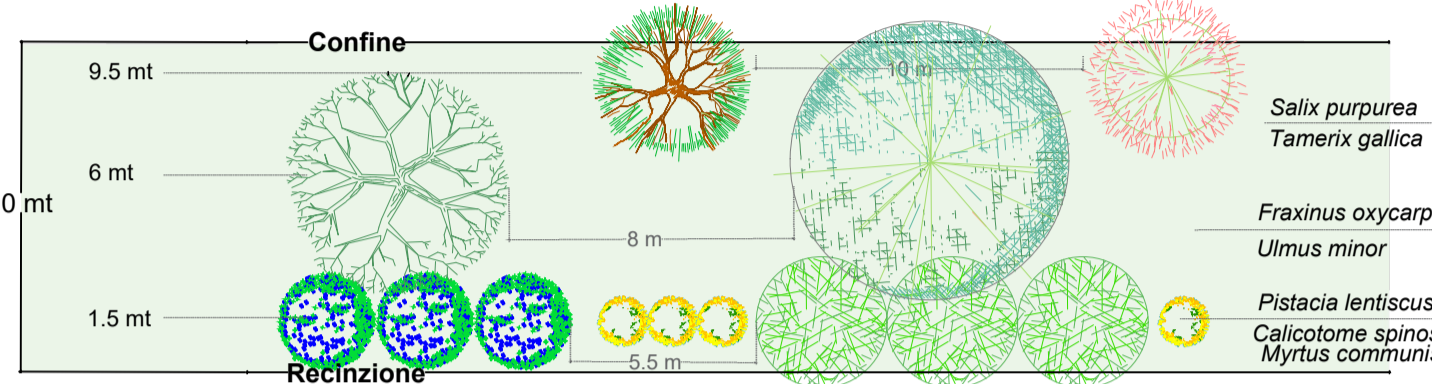 Confine
9.5 mt
10 m
Salix purpurea
Tamerix gallica
6 mt
0 mt
Fraxinus oxycarp
8 m
Ulmus minor
Pistacia lentiscus
1.5 mt
Calicotome spinos
Myrtus communis
5.5 m
Recinzione